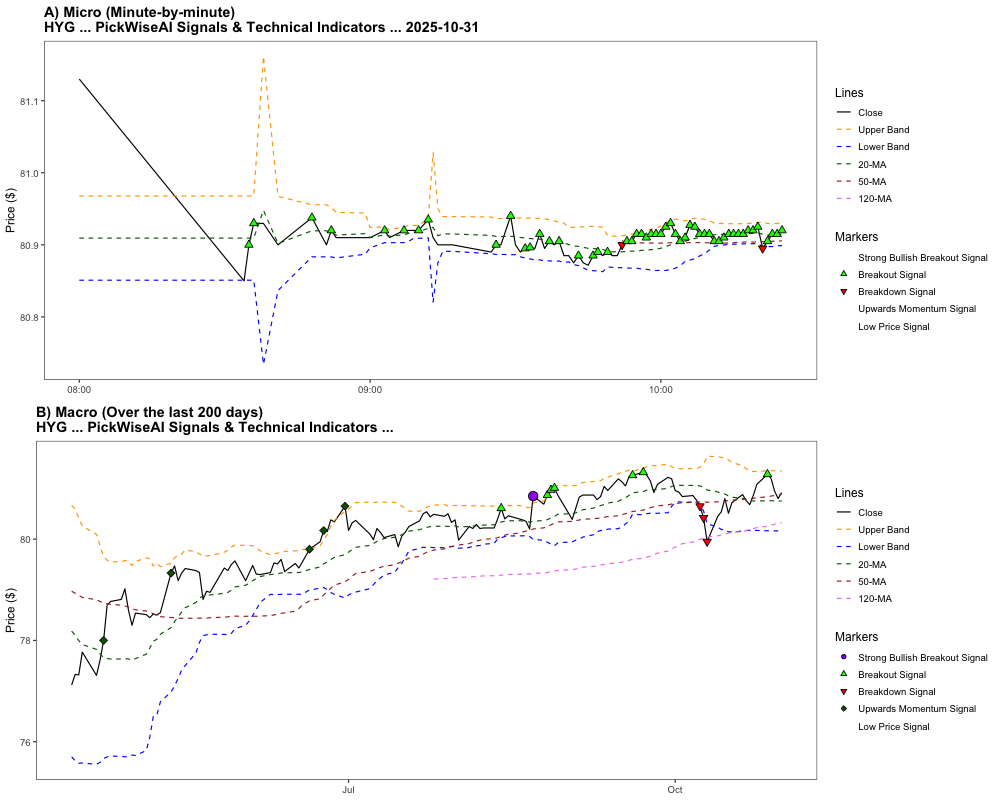 A) Micro (Minute-by-minute)
HYG ... PickWiseAI Signals & Technical Indicators ... 2025-10-31
Price ($)
81.1
81.0
80.9
80.8
08:00
09:00
10:00
Lines
Close
Upper Band
Lower Band
20-MA
50-MA
120-MA
Markers
Strong Bullish Breakout Signal
Breakout Signal
Breakdown Signal
Upwards Momentum Signal
Low Price Signal
B) Macro (Over the last 200 days)
HYG ... PickWiseAI Signals & Technical Indicators ...
Price ($)
80
78
76
Jul
Oct
Lines
Close
Upper Band
Lower Band
20-MA
50-MA
120-MA
Markers
Strong Bullish Breakout Signal
Breakout Signal
Breakdown Signal
Upwards Momentum Signal
Low Price Signal